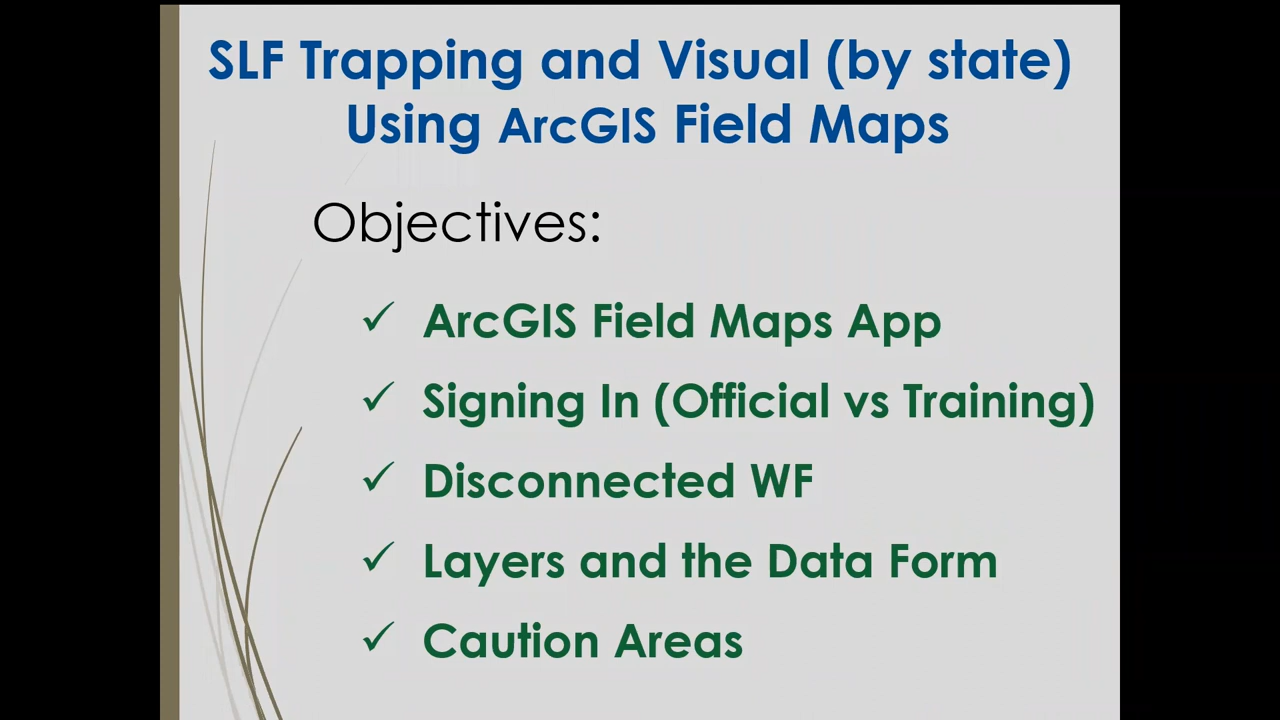 SLF Trapping and Visual (by state)
Using ArcGIS Field Maps
Objectives:
✓ ArcGIS Field Maps App
✓ Signing In (Official vs Training)
✓ Disconnected WF
✓ Layers and the Data Form
✓ Caution Areas